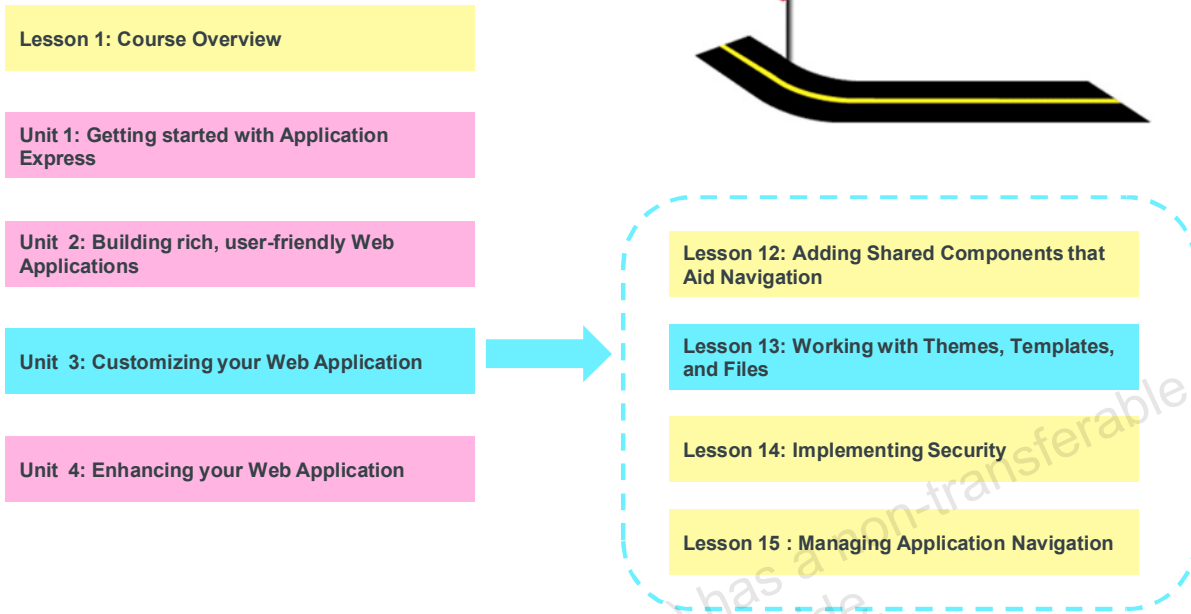 Lesson 1: Course Overview
Unit 1: Getting started with Application
Express
Unit 2: Building rich, user-friendly Web
Applications
Unit 3: Customizing your Web Application
Unit 4: Enhancing your Web Application
Lesson 12: Adding Shared Components that
Aid Navigation
Lesson 13: Working with Themes, Templates,
and Files
Lesson 14: Implementing Security
Lesson 15 : Managing Application Navigation
has a non-transferable